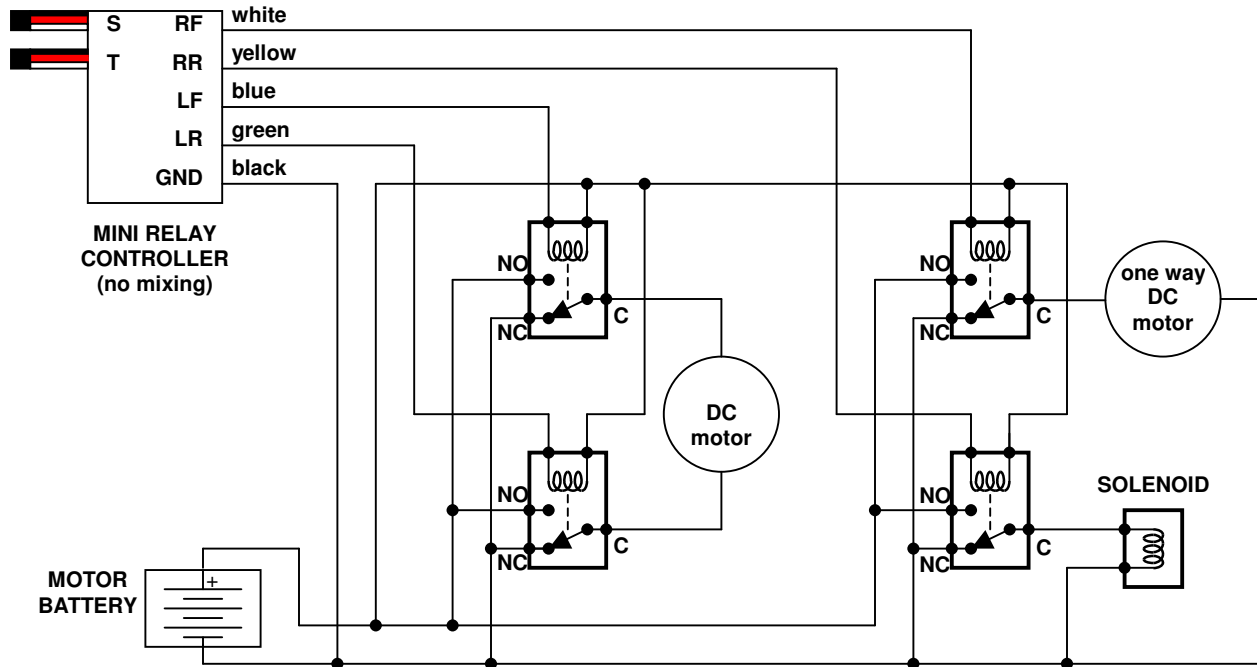 S RF white
T RR yellow
LF blue
LR green
GND black
MINI RELAY
CONTROLLER
(no mixing)
NO
NC
C
NO
NC
C
one way
DC
motor
DC
motor
NO
NC
C
NO
NC
C
SOLENOID
MOTOR
BATTERY
+